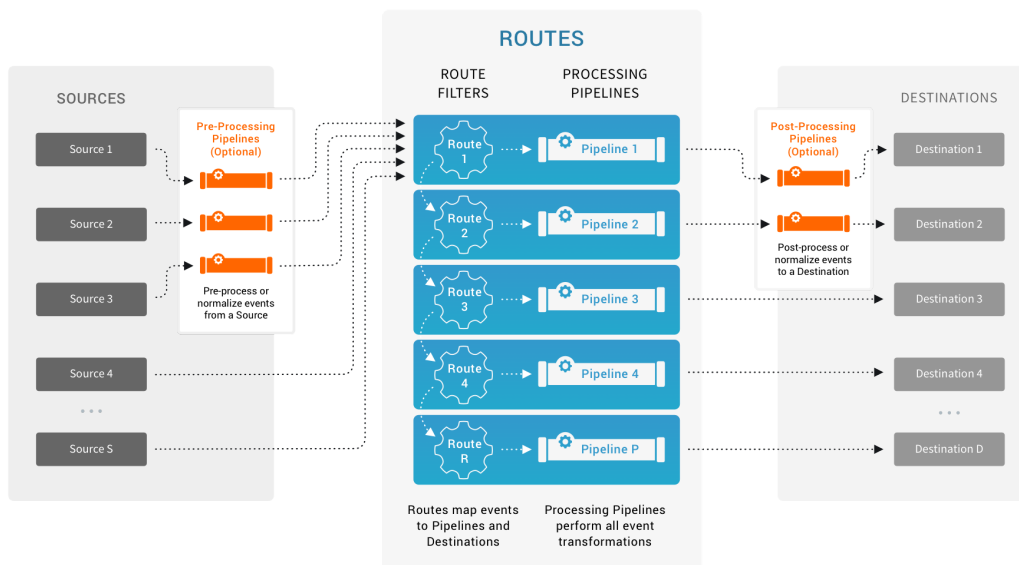 ROUTES
SOURCES
Pre-Processing
Pipelines
(Optional)
Source 1
Source 2
Source 3
Source 4
...
Source S
Pre-process or
normalize events
from a Source
ROUTE
FILTERS
PROCESSING
PIPELINES
Route
1
Pipeline 1
Route
2
Pipeline 2
Route
3
Pipeline 3
Route
4
Pipeline 4
Route
R
Pipeline P
Routes map events
to Pipelines and
Destinations
Processing Pipelines
perform all event
transformations
Post-Processing
Pipelines
(Optional)
Post-process or
normalize events
to a Destination
DESTINATIONS
Destination 1
Destination 2
Destination 3
Destination 4
...
Destination D